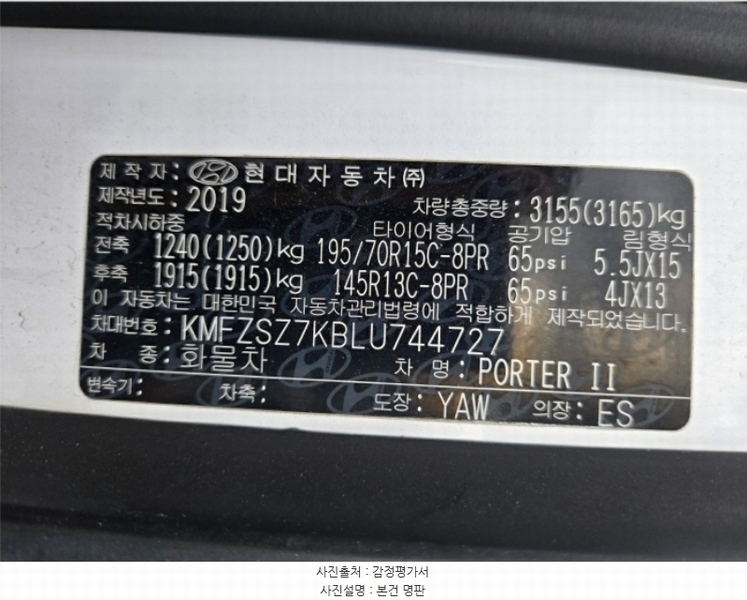 제작자: 현대자동차㈜
제작년도: 2019 차량총중량: 3155(3165)kg
적차시하중 타이어형식 공기압 림형식
전축 1240(1250)kg 195/70R15C-8PR 65psi 5.5JX15
후축 1915(1915)kg 145R13C-8PR 65psi 4JX13
이 자동차는 대한민국 자동차관리법령에 적합하게 제작되었습니다.
차대번호: KMFZSZ7KBLU744727
차 종: 화물차 차 명: PORTER II
변속기: 차축: 도장: YAW 의장: ES
사진출처 : 감정평가서
사진설명 : 본건 명판